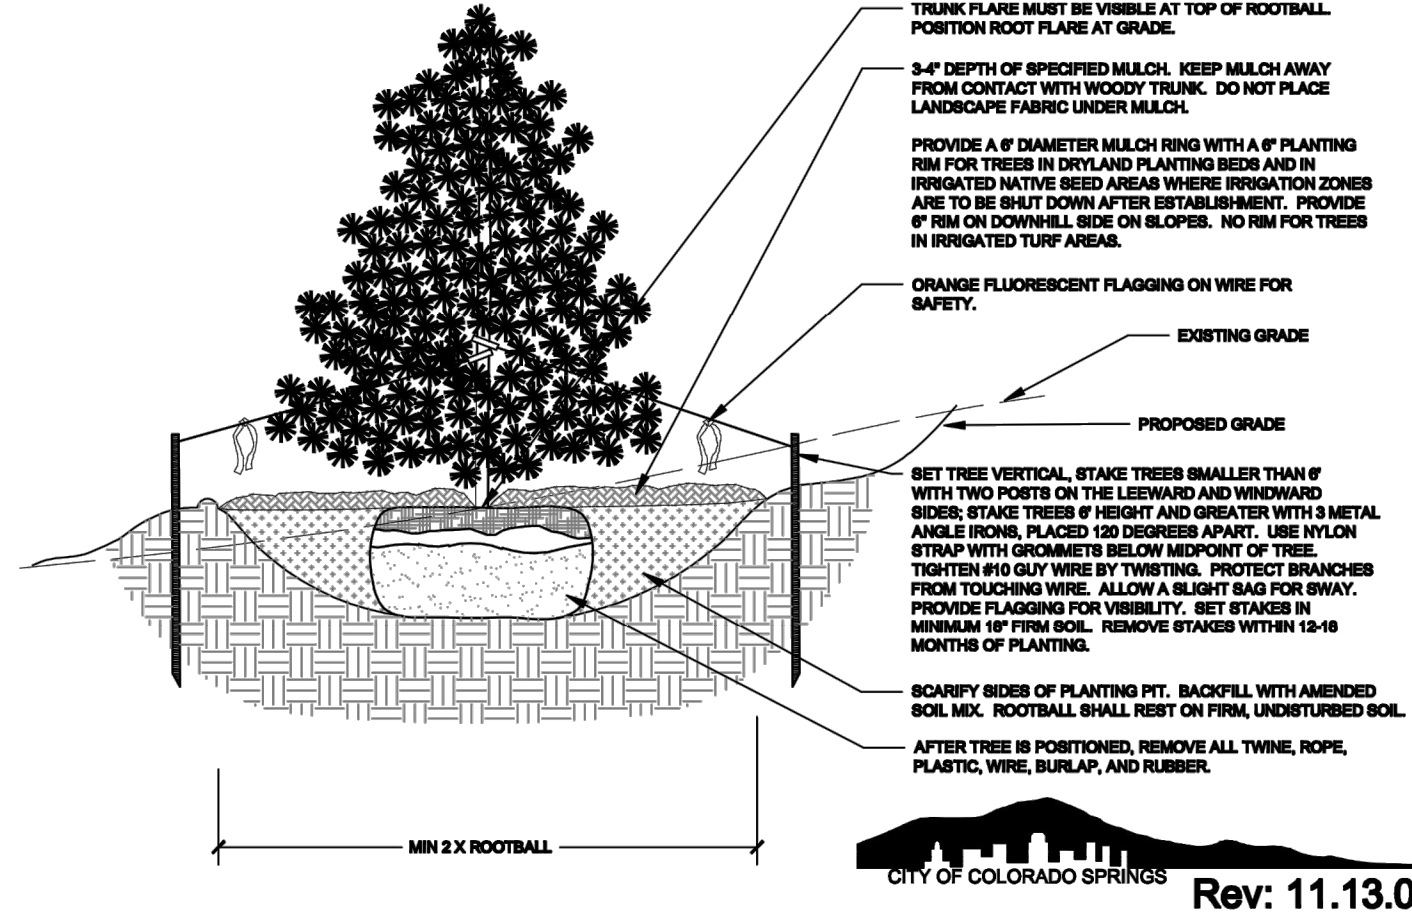 TRUNK FLARE MUST BE VISIBLE AT TOP OF ROOTBALL.
POSITION ROOT FLARE AT GRADE.
3-4" DEPTH OF SPECIFIED MULCH. KEEP MULCH AWAY
FROM CONTACT WITH WOODY TRUNK. DO NOT PLACE
LANDSCAPE FABRIC UNDER MULCH.
PROVIDE A 6' DIAMETER MULCH RING WITH A 6" PLANTING
RIM FOR TREES IN DRYLAND PLANTING BEDS AND IN
IRRIGATED NATIVE SEED AREAS WHERE IRRIGATION ZONES
ARE TO BE SHUT DOWN AFTER ESTABLISHMENT. PROVIDE
6" RIM ON DOWNHILL SIDE ON SLOPES. NO RIM FOR TREES
IN IRRIGATED TURF AREAS.
ORANGE FLUORESCENT FLAGGING ON WIRE FOR
SAFETY.
EXISTING GRADE
PROPOSED GRADE
SET TREE VERTICAL, STAKE TREES SMALLER THAN 6'
WITH TWO POSTS ON THE LEEWARD AND WINDWARD
SIDES; STAKE TREES 6' HEIGHT AND GREATER WITH 3 METAL
ANGLE IRONS, PLACED 120 DEGREES APART. USE NYLON
STRAP WITH GROMMETS BELOW MIDPOINT OF TREE.
TIGHTEN #10 GUY WIRE BY TWISTING. PROTECT BRANCHES
FROM TOUCHING WIRE. ALLOW A SLIGHT SAG FOR SWAY.
PROVIDE FLAGGING FOR VISIBILITY. SET STAKES IN
MINIMUM 18" FIRM SOIL. REMOVE STAKES WITHIN 12-18
MONTHS OF PLANTING.
SCARIFY SIDES OF PLANTING PIT. BACKFILL WITH AMENDED
SOIL MIX. ROOTBALL SHALL REST ON FIRM, UNDISTURBED SOIL.
AFTER TREE IS POSITIONED, REMOVE ALL TWINE, ROPE,
PLASTIC, WIRE, BURLAP, AND RUBBER.
MIN 2 X ROOTBALL
CITY OF COLORADO SPRINGS
Rev: 11.13.0